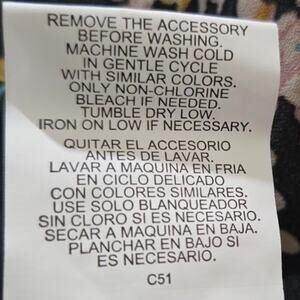 REMOVE THE ACCESSORY
BEFORE WASHING.
MACHINE WASH COLD
IN GENTLE CYCLE
WITH SIMILAR COLORS.
ONLY NON-CHLORINE
BLEACH IF NEEDED.
TUMBLE DRY LOW.
IRON ON LOW IF NECESSARY.
QUITAR EL ACCESORIO
ANTES DE LAVAR.
LAVAR A MAQUINA EN FRIA
EN CICLO DELICADO
CON COLORES SIMILARES.
USE SOLO BLANQUEADOR
SIN CLORO SI ES NECESARIO.
SECAR A MAQUINA EN BAJA.
PLANCHAR EN BAJO SI
ES NECESARIO.
C51